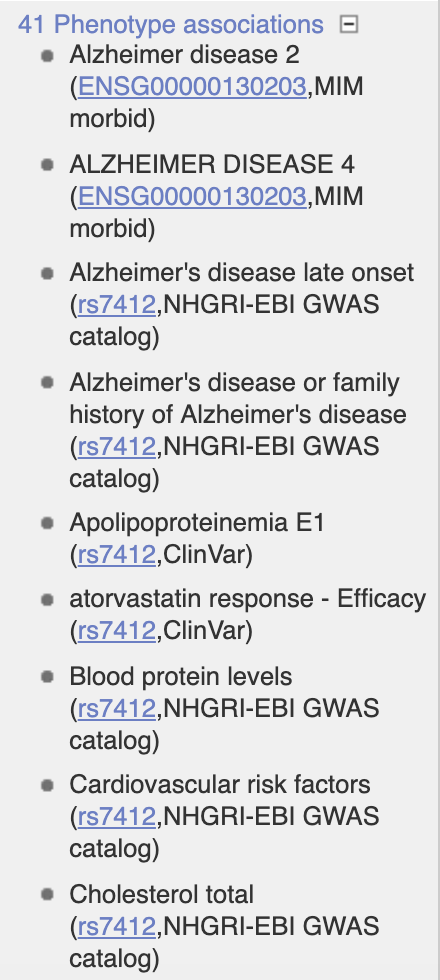 41 Phenotype associations
Alzheimer disease 2
(ENSG00000130203,MIM
morbid)
ALZHEIMER DISEASE 4
(ENSG00000130203,MIM
morbid)
Alzheimer's disease late onset
(rs7412,NHGRI-EBI GWAS
catalog)
Alzheimer's disease or family
history of Alzheimer's disease
(rs7412,NHGRI-EBI GWAS
catalog)
Apolipoproteinemia E1
(rs7412,ClinVar)
atorvastatin response - Efficacy
(rs7412,ClinVar)
Blood protein levels
(rs7412,NHGRI-EBI GWAS
catalog)
Cardiovascular risk factors
(rs7412,NHGRI-EBI GWAS
catalog)
Cholesterol total
(rs7412,NHGRI-EBI GWAS
catalog)